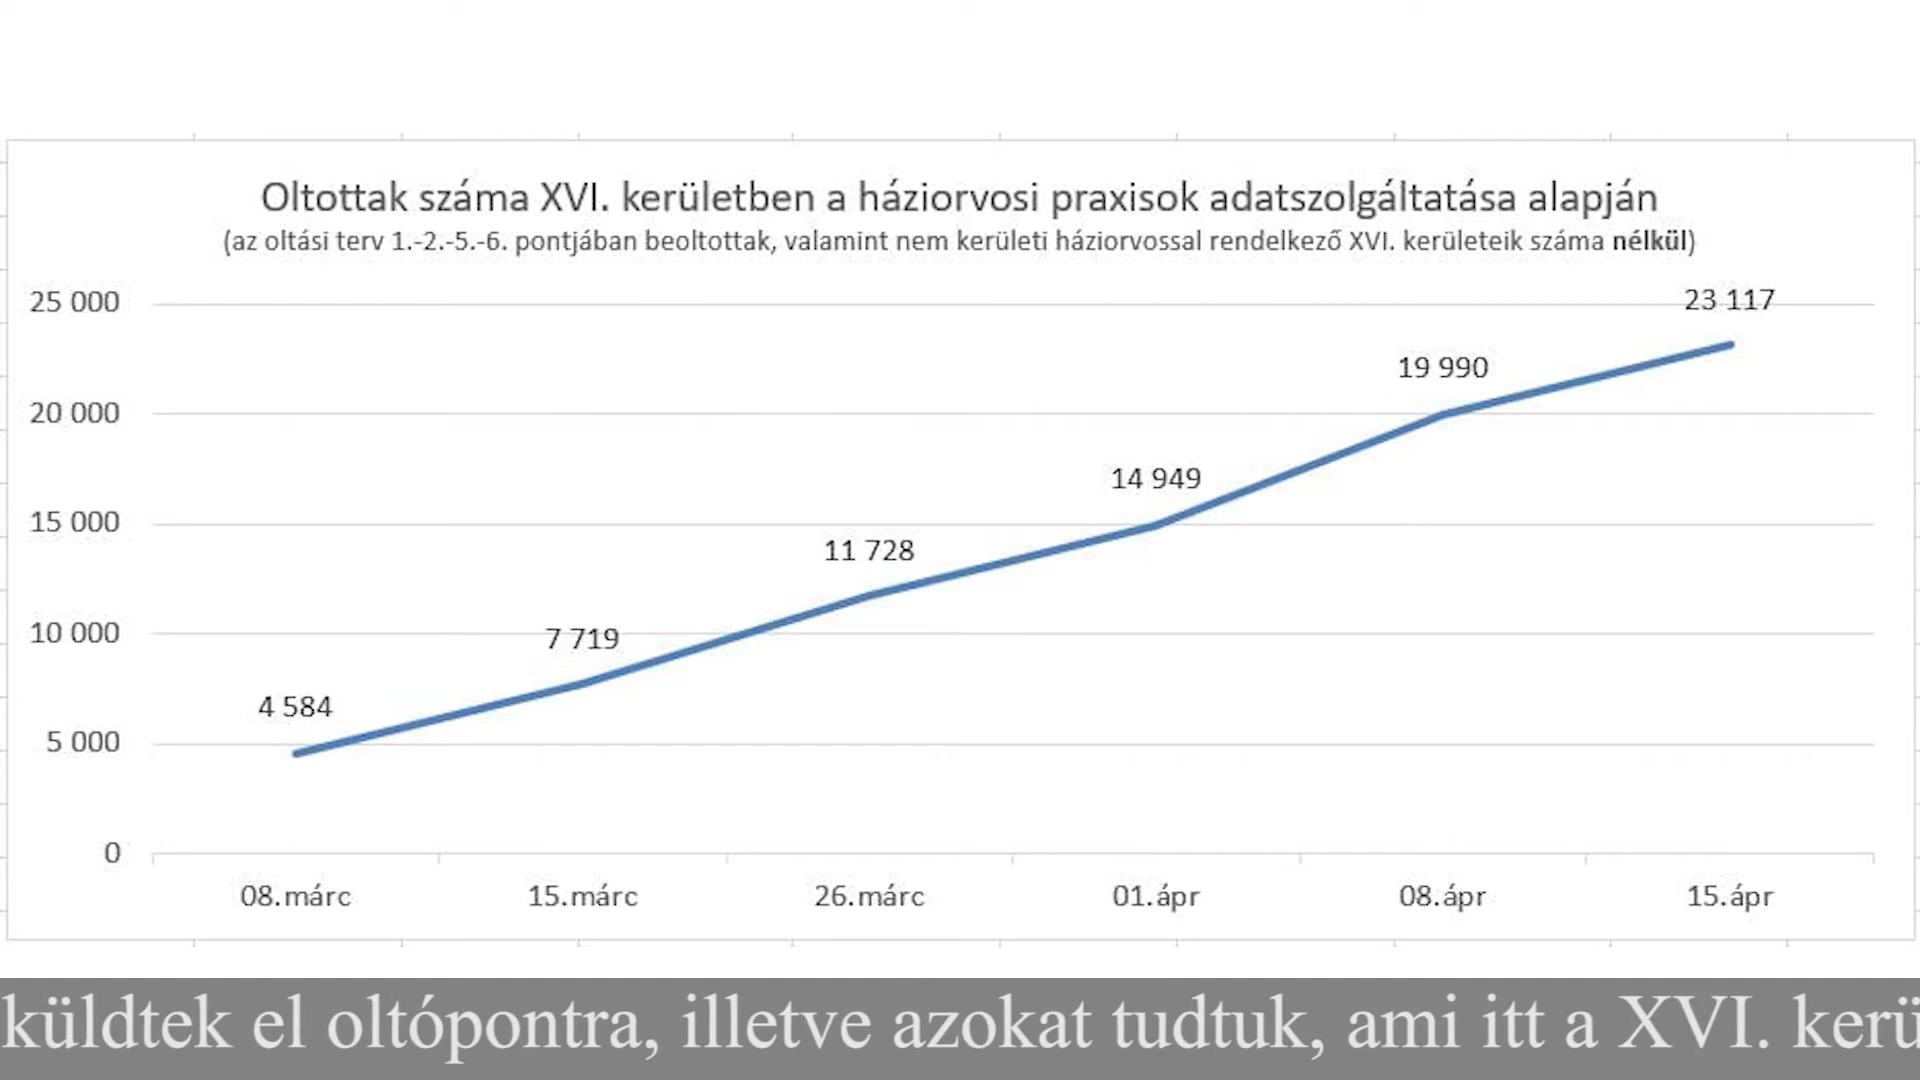 Oltottak száma XVI. kerületben a háziorvosi praxisok adatszolgáltatása alapján
(az oltási terv 1.-2.-5.-6. pontjában beoltottak, valamint nem kerületi háziorvossal rendelkező XVI. kerületeik száma nélkül)
25 000
20 000
15 000
10 000
5 000
0
4 584
7 719
11 728
14 949
19 990
23 117
08.márc
15.márc
26.márc
01.ápr
08.ápr
15.ápr
küldtek el oltópontra, illetve azokat tudtuk, ami itt a XVI. kerü